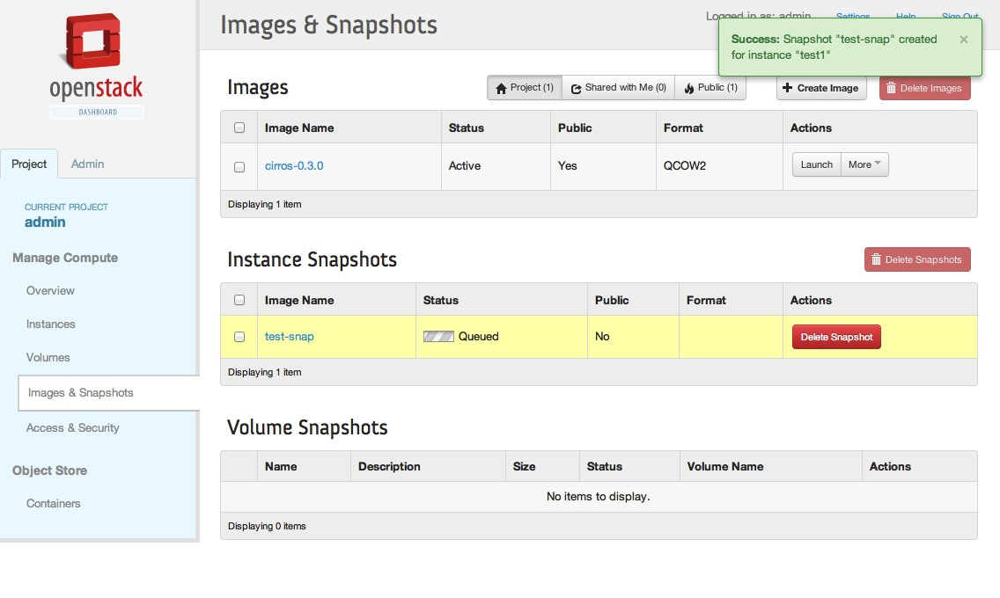 openstack
DASHBOARD
Project Admin
CURRENT PROJECT
admin
Manage Compute
Overview
Instances
Volumes
Images & Snapshots
Access & Security
Object Store
Containers
Images & Snapshots
Logged in as: admin Settings Help Sign Out
Success: Snapshot "test-snap" created
for instance "test1"
×
Images
Project (1) Shared with Me (0) Public (1) Create Image Delete Images
Image Name Status Public Format Actions
cirros-0.3.0 Active Yes QCOW2 Launch More
Displaying 1 item
Instance Snapshots
Delete Snapshots
Image Name Status Public Format Actions
test-snap Queued No Delete Snapshot
Displaying 1 item
Volume Snapshots
Name Description Size Status Volume Name Actions
No items to display.
Displaying 0 items